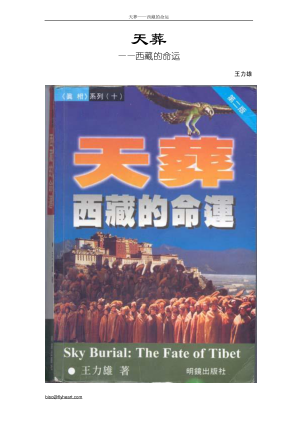 天葬——西藏的命运
天葬
——西藏的命运
王力雄
《真相》系列（十）
第二版
天葬
西藏的命運
Sky Burial: The Fate of Tibet
● 王力雄 著
明鏡出版社
bino@flyheart.com